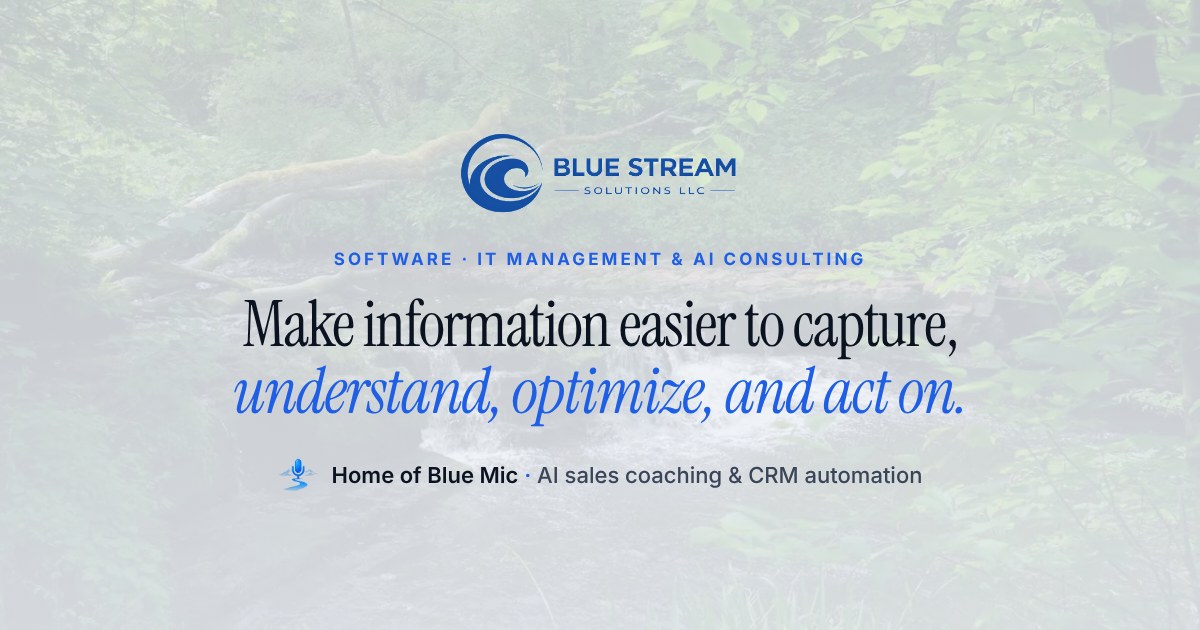 BLUE STREAM
SOLUTIONS LLC
SOFTWARE · IT MANAGEMENT & AI CONSULTING
Make information easier to capture,
understand, optimize, and act on.
Home of Blue Mic · AI sales coaching & CRM automation